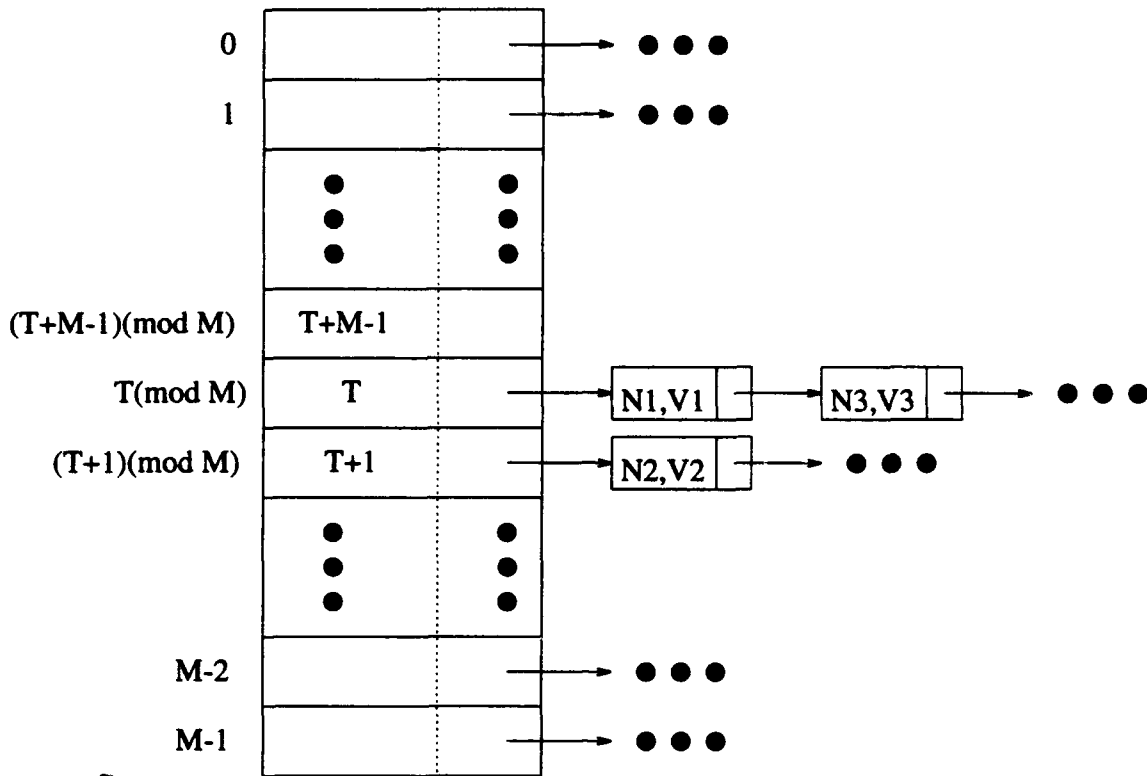 0
1
(T+M-1)(mod M) T+M-1
T(mod M) T N1,V1 N3,V3
(T+1)(mod M) T+1 N2,V2
M-2
M-1